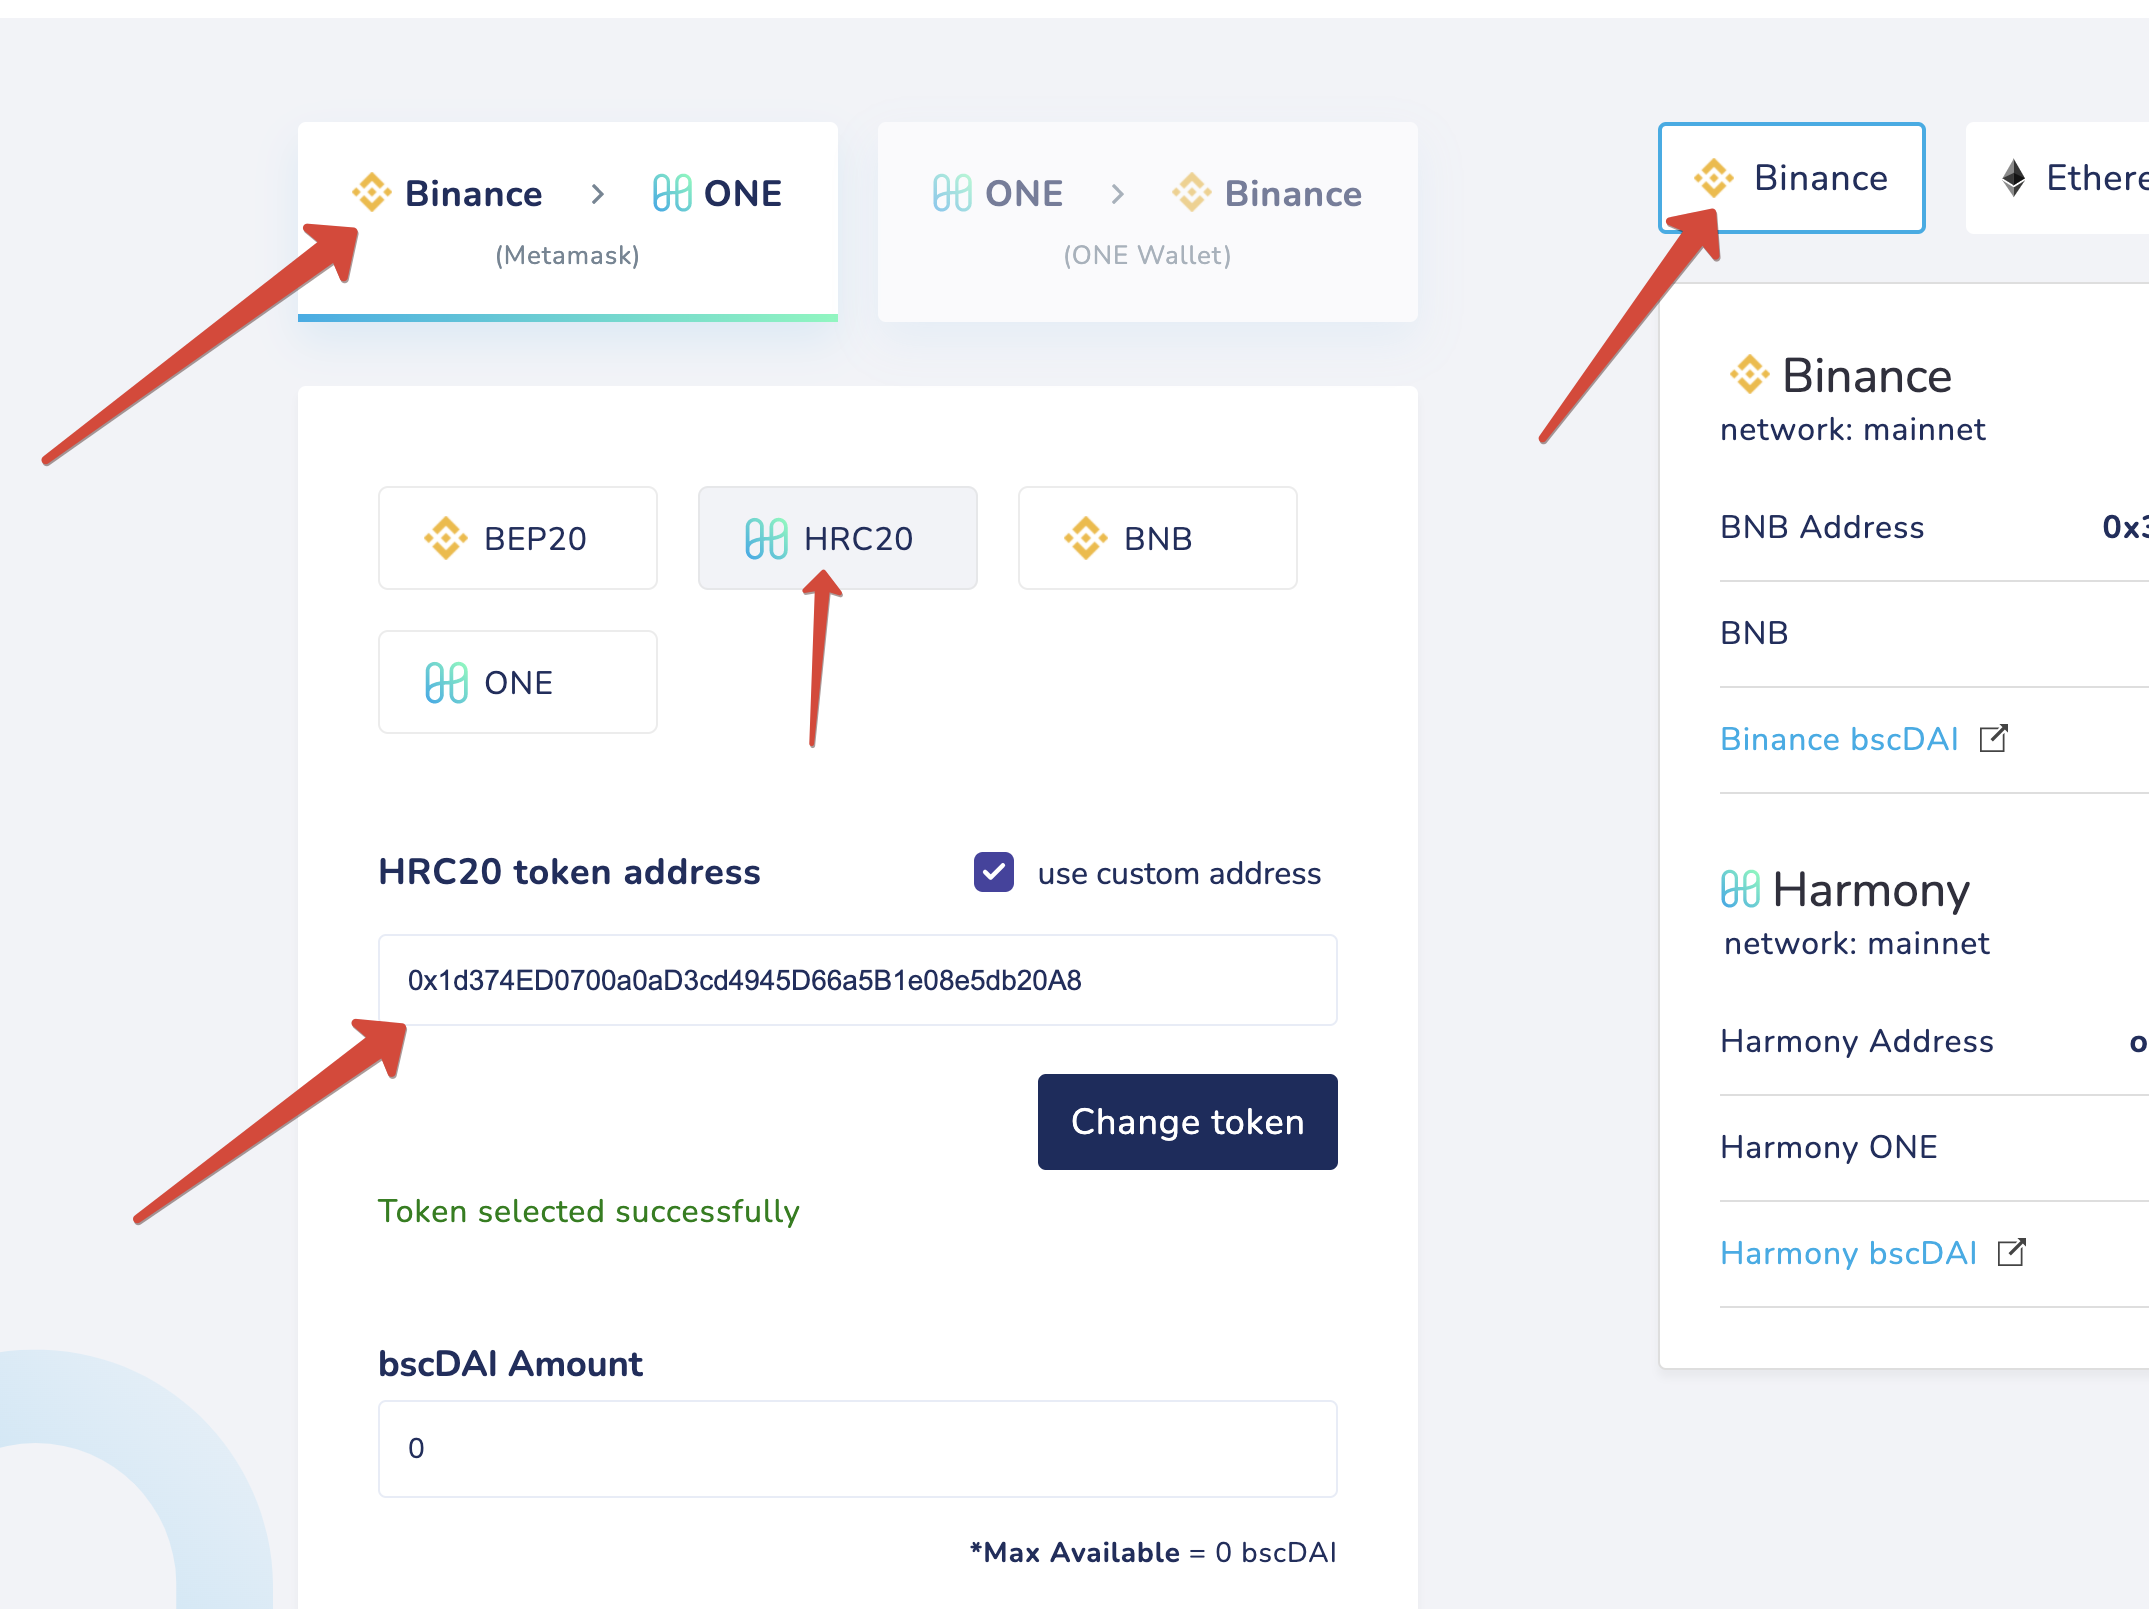 Binance > ONE
(Metamask)
ONE > Binance
(ONE Wallet)
BEP20
HRC20
BNB
ONE
HRC20 token address
use custom address
0x1d374ED0700a0aD3cd4945D66a5B1e08e5db20A8
Change token
Token selected successfully
bscDAI Amount
0
*Max Available = 0 bscDAI
Binance
Ethere
Binance
network: mainnet
BNB Address 0x3
BNB
Binance bscDAI
Harmony
network: mainnet
Harmony Address o
Harmony ONE
Harmony bscDAI